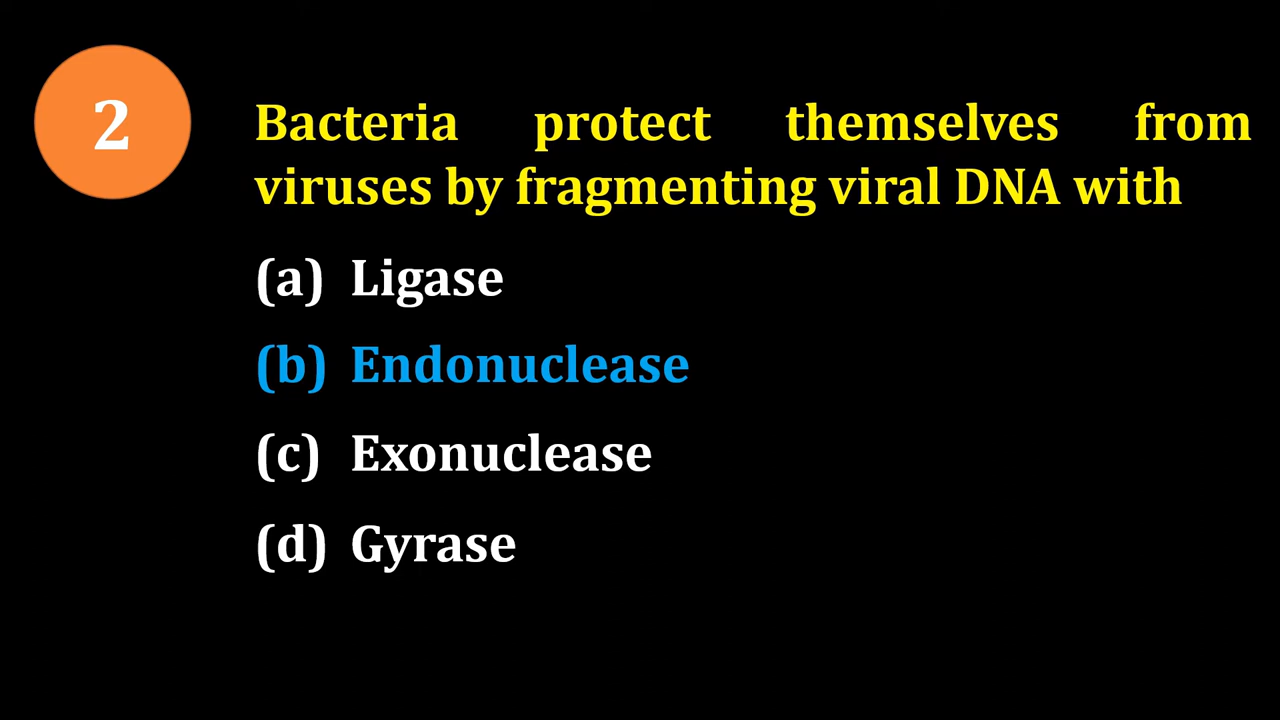 2
Bacteria protect themselves from
viruses by fragmenting viral DNA with
(a) Ligase
(b) Endonuclease
(c) Exonuclease
(d) Gyrase